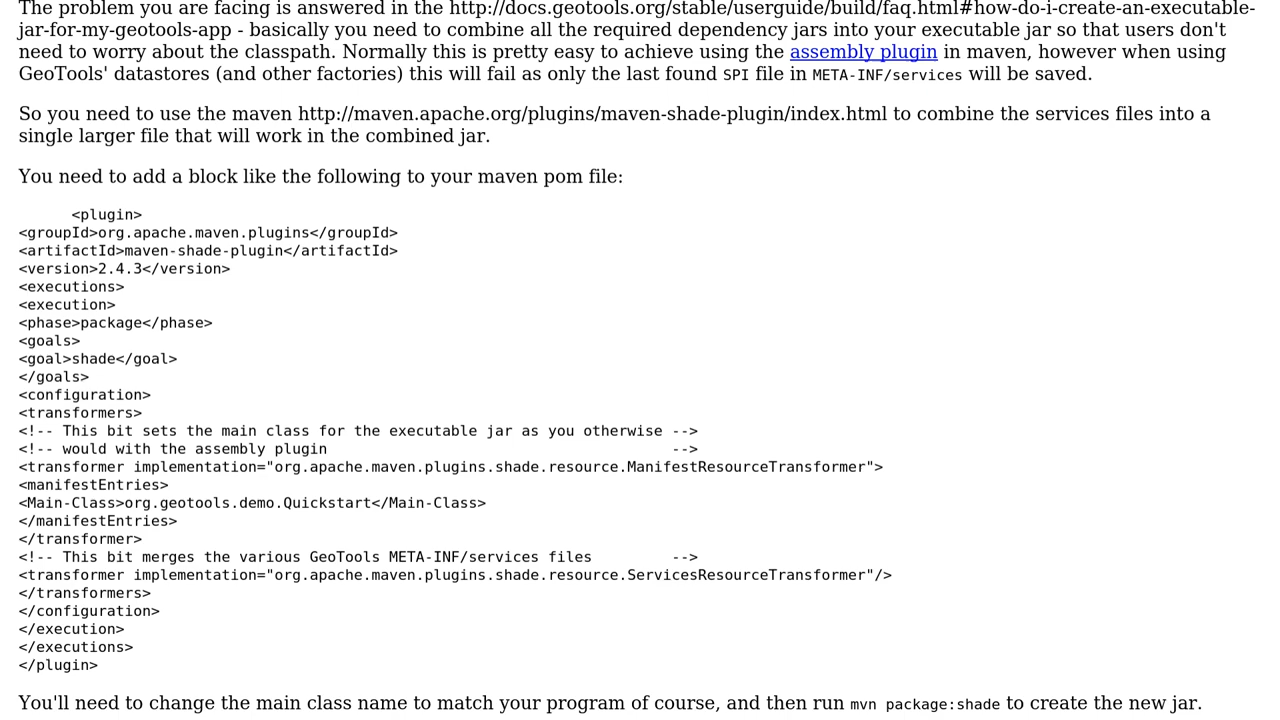 The problem you are facing is answered in the http://docs.geotools.org/stable/userguide/build/faq.html#how-do-i-create-an-executable-
jar-for-my-geotools-app - basically you need to combine all the required dependency jars into your executable jar so that users don't
need to worry about the classpath. Normally this is pretty easy to achieve using the assembly plugin in maven, however when using
GeoTools' datastores (and other factories) this will fail as only the last found SPI file in META-INF/services will be saved.
So you need to use the maven http://maven.apache.org/plugins/maven-shade-plugin/index.html to combine the services files into a
single larger file that will work in the combined jar.
You need to add a block like the following to your maven pom file:
<plugin>
<groupId>org.apache.maven.plugins</groupId>
<artifactId>maven-shade-plugin</artifactId>
<version>2.4.3</version>
<executions>
<execution>
<phase>package</phase>
<goals>
<goal>shade</goal>
</goals>
<configuration>
<transformers>
<!-- This bit sets the main class for the executable jar as you otherwise -->
<!-- would with the assembly plugin                                       -->
<transformer implementation="org.apache.maven.plugins.shade.resource.ManifestResourceTransformer">
<manifestEntries>
<Main-Class>org.geotools.demo.Quickstart</Main-Class>
</manifestEntries>
</transformer>
<!-- This bit merges the various GeoTools META-INF/services files         -->
<transformer implementation="org.apache.maven.plugins.shade.resource.ServicesResourceTransformer"/>
</transformers>
</configuration>
</execution>
</executions>
</plugin>
You'll need to change the main class name to match your program of course, and then run mvn package:shade to create the new jar.